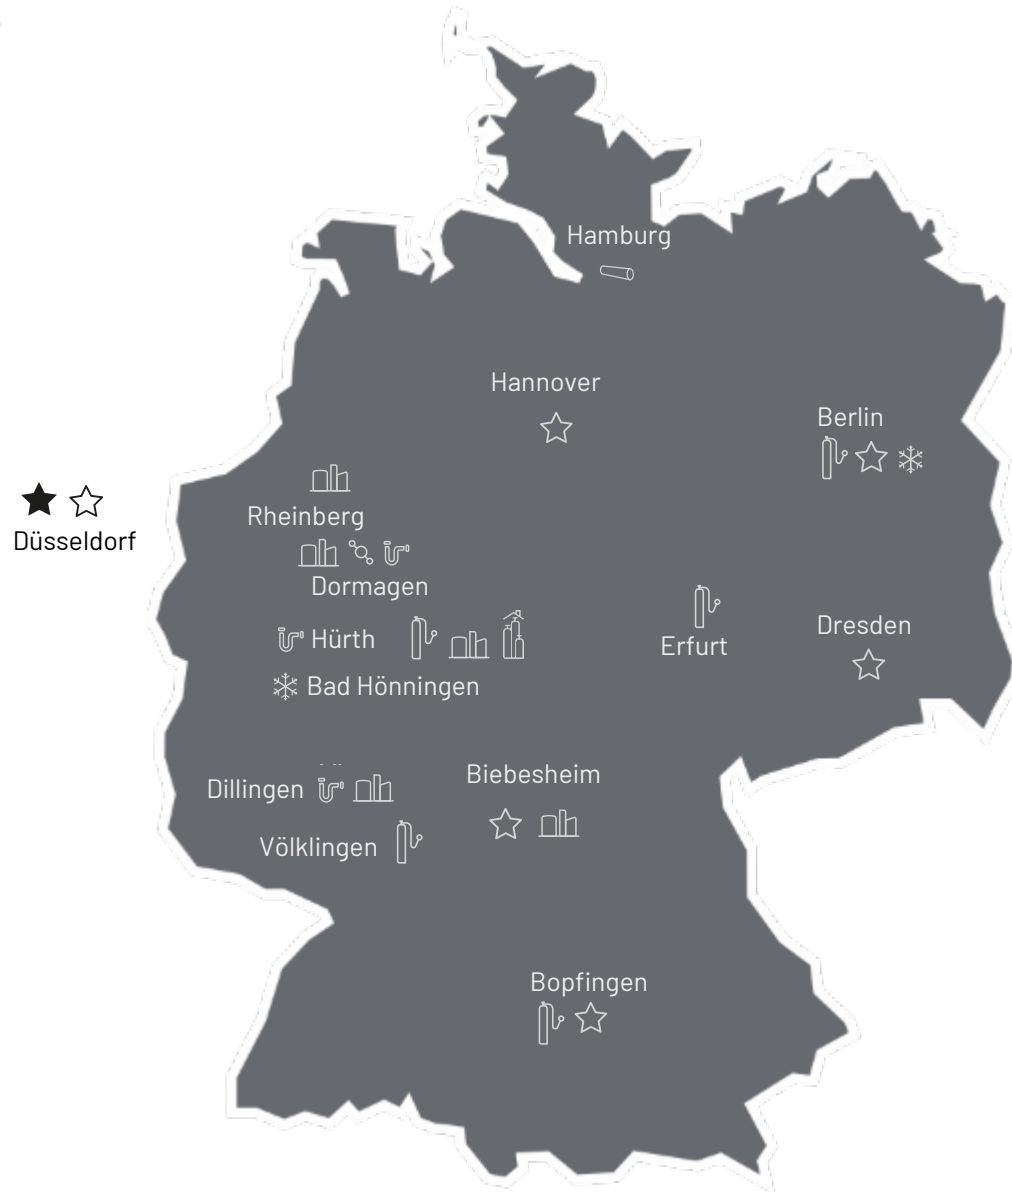 Hamburg
Hannover
Berlin
Rheinberg
Düsseldorf
Dormagen
Hürth
Erfurt
Dresden
Bad Hönningen
Dillingen
Biebesheim
Völklingen
Bopfingen